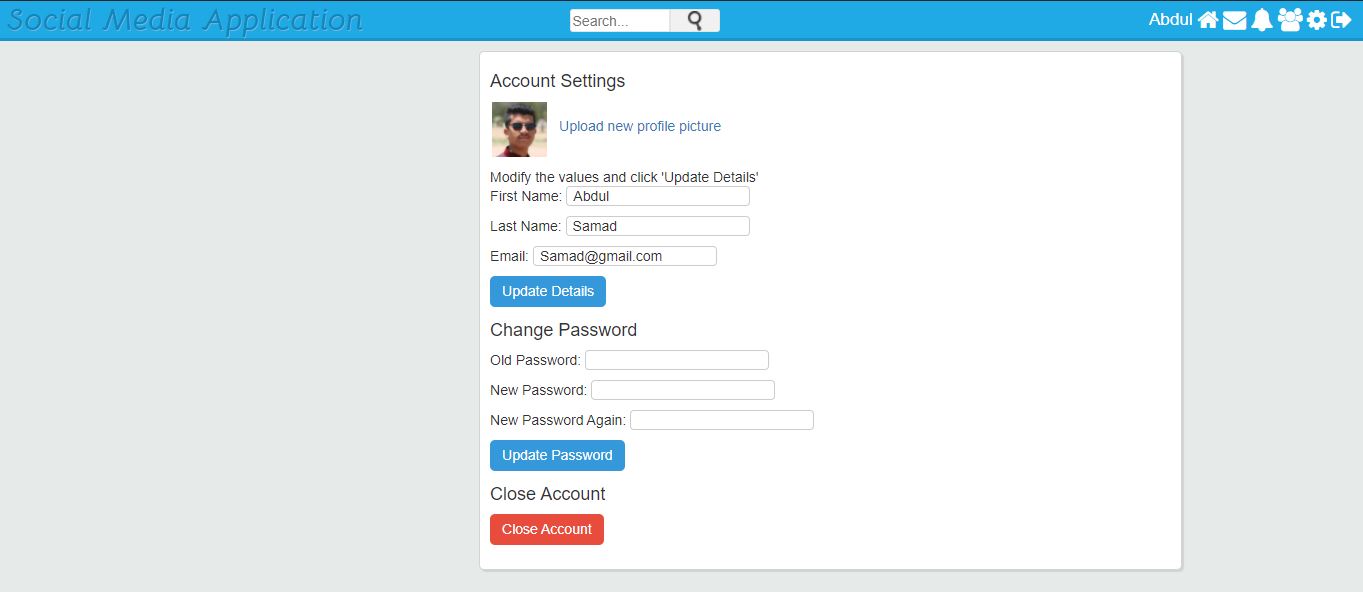 Social Media Application
Search...
Abdul
Account Settings
Upload new profile picture
Modify the values and click 'Update Details'
First Name: Abdul
Last Name: Samad
Email: Samad@gmail.com
Update Details
Change Password
Old Password:
New Password:
New Password Again:
Update Password
Close Account
Close Account